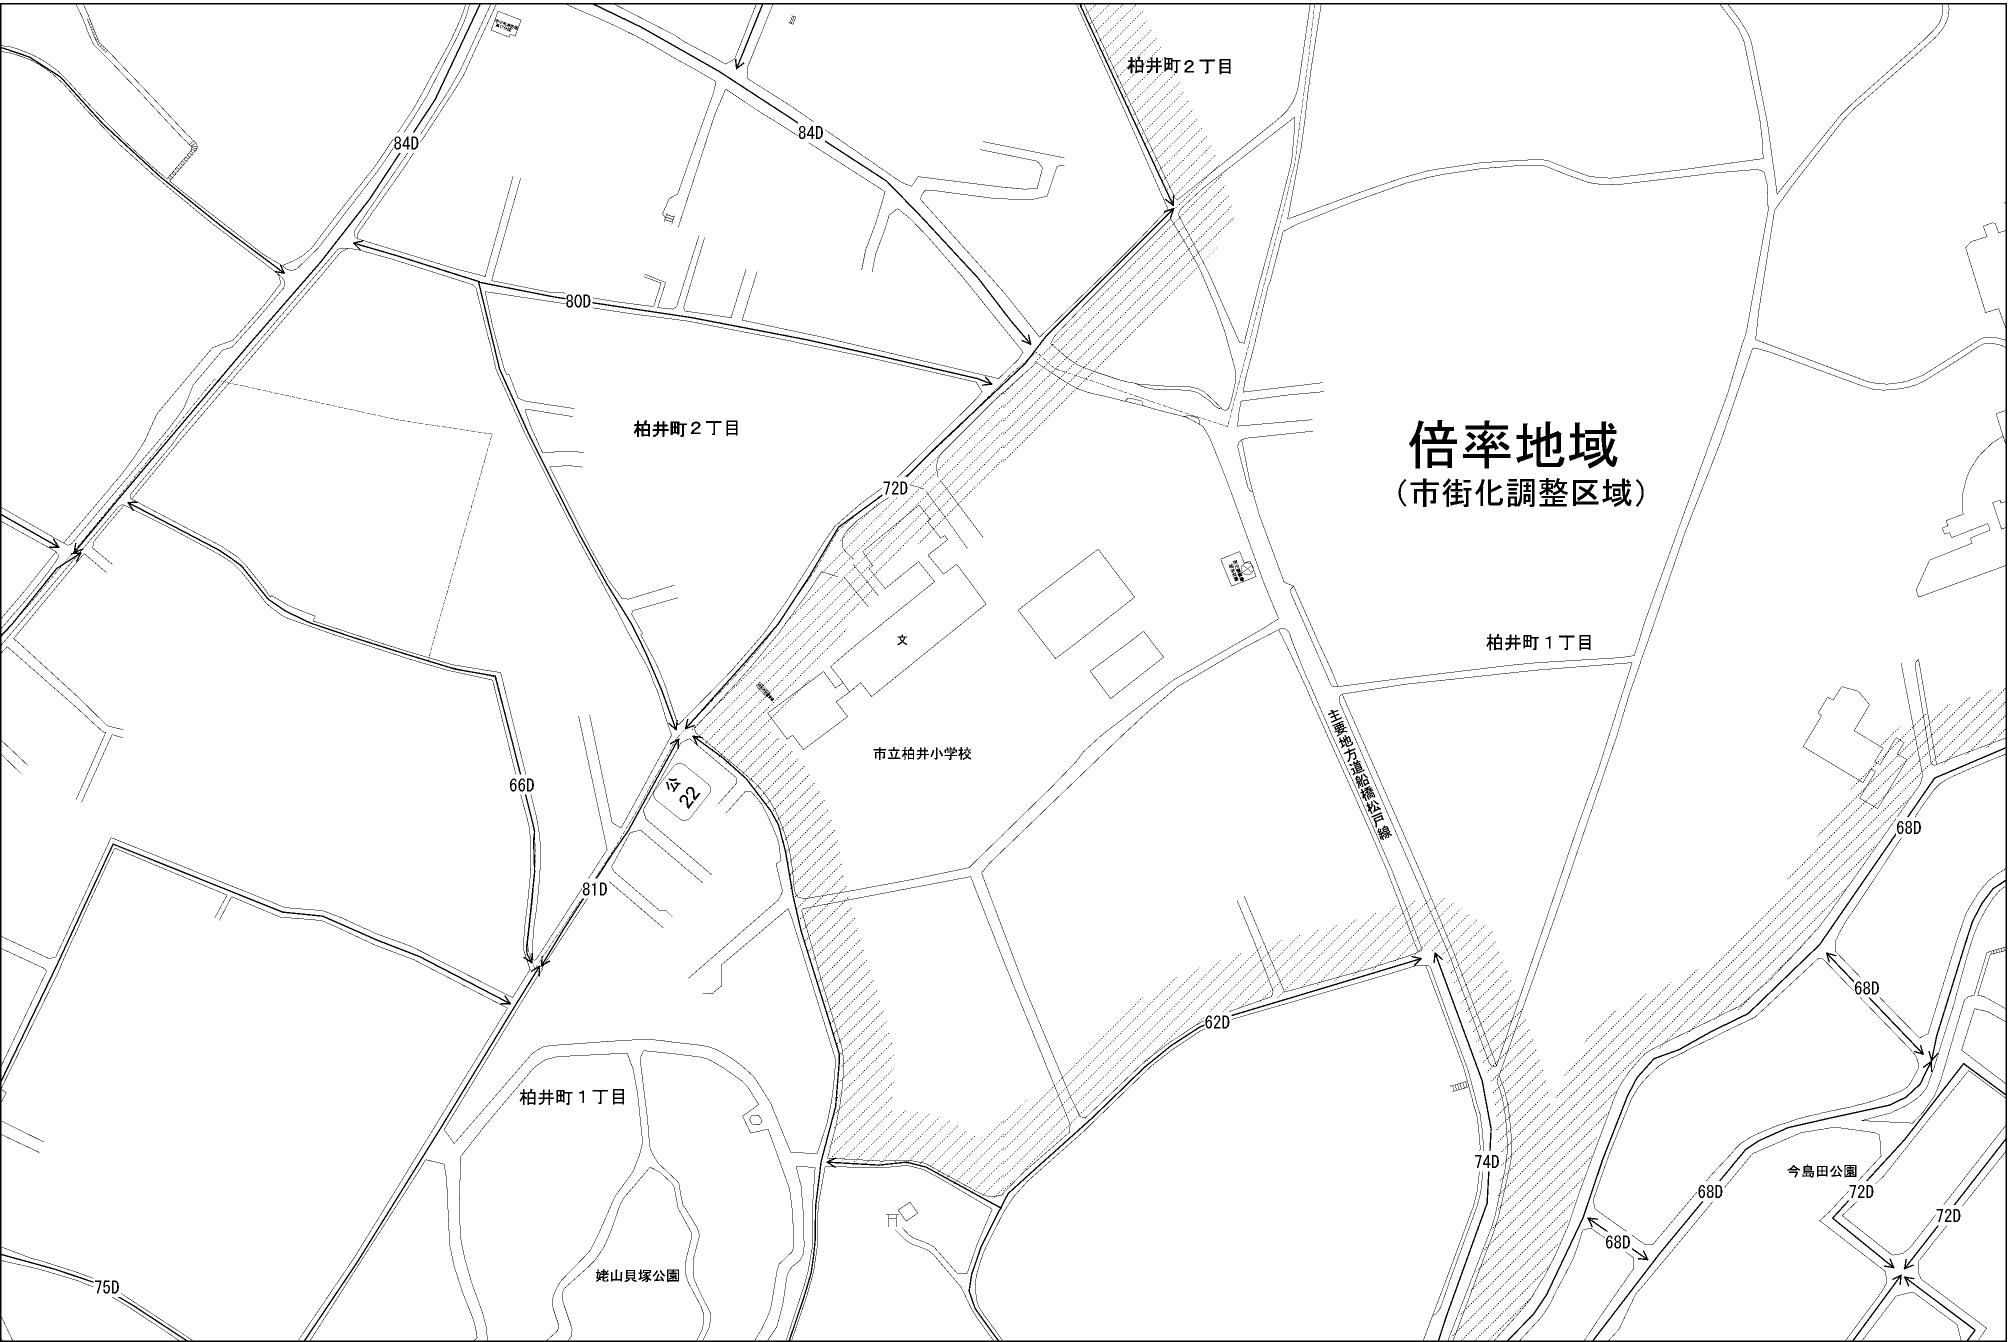 柏井町２丁目
84D
84D
80D
柏井町２丁目
72D
倍率地域
（市街化調整区域）
文
柏井町１丁目
市立柏井小学校
主要地方道船橋松戸線
公
22
66D
81D
68D
68D
62D
柏井町１丁目
74D
今島田公園
72D
68D
72D
68D
姥山貝塚公園
75D